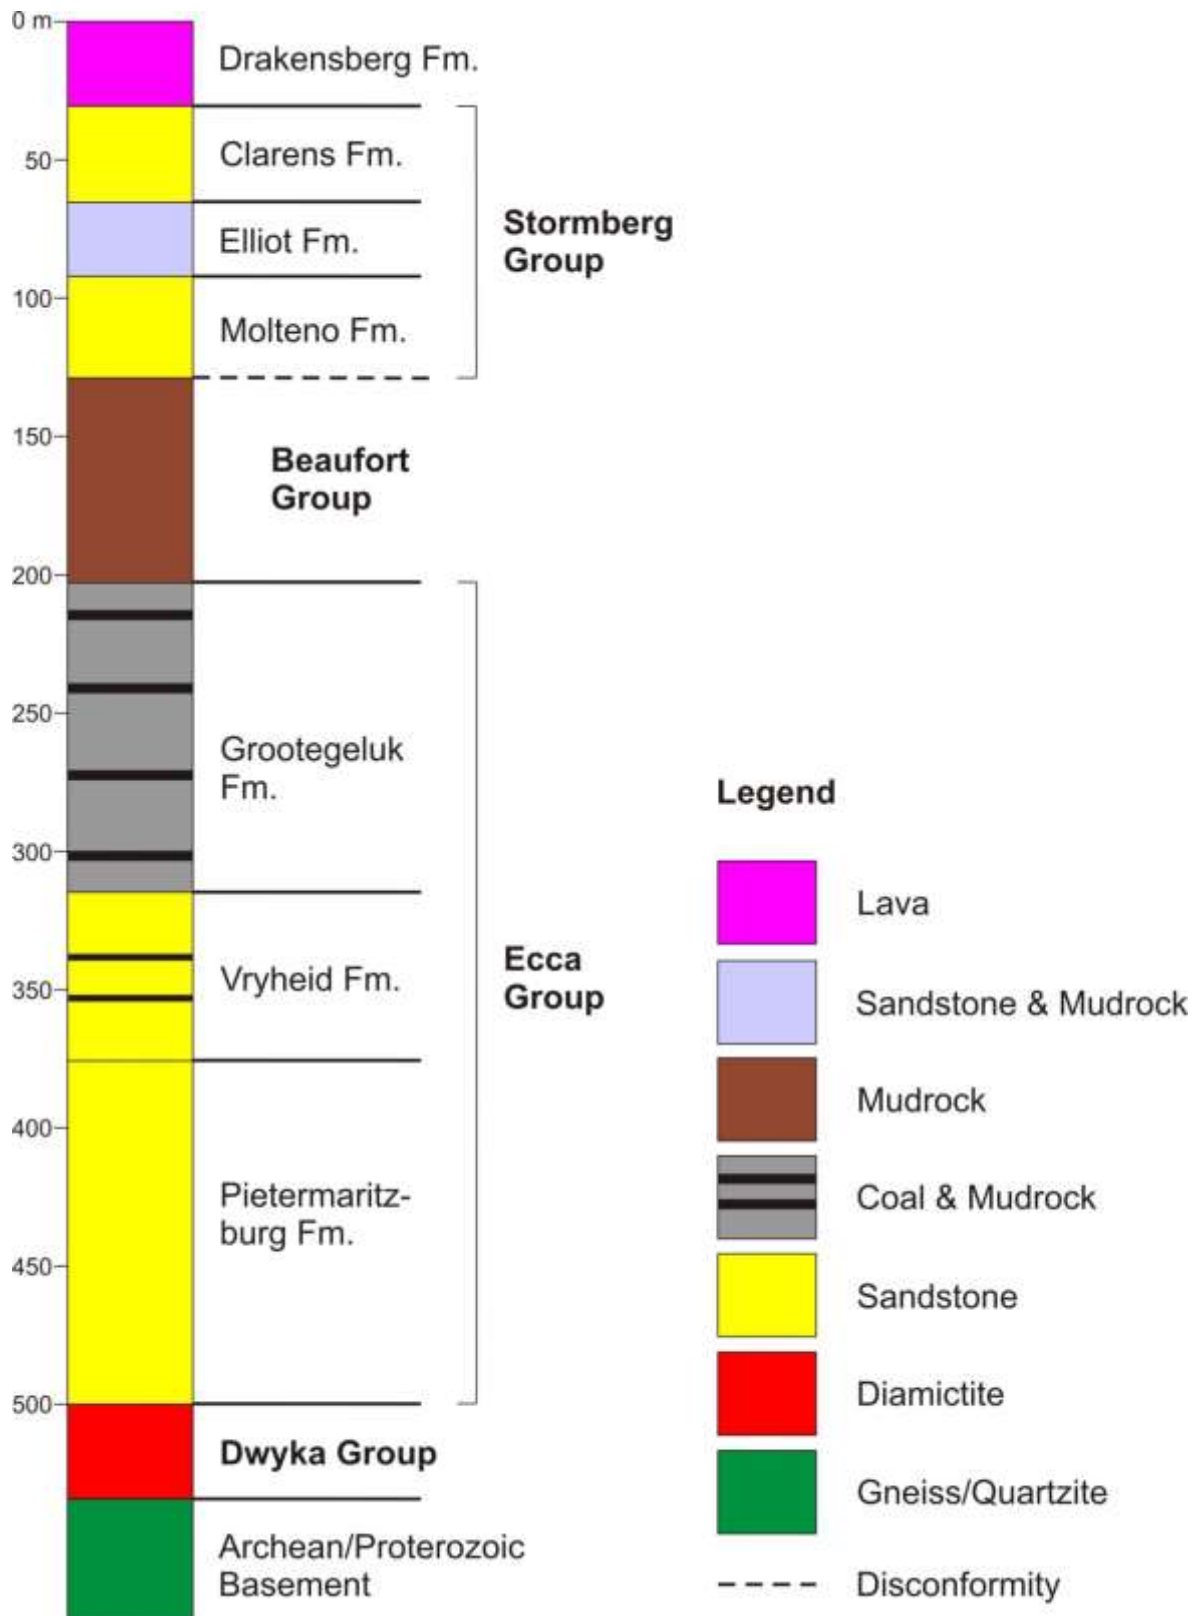 0 m
Drakensberg Fm.
50
Clarens Fm.
Stormberg
Group
Elliot Fm.
100
Molteno Fm.
150
Beaufort
Group
200
250
Grootegeluk
Fm.
300
Vryheid Fm.
350
Ecca
Group
400
Pietermaritz-
burg Fm.
450
500
Dwyka Group
Archean/Proterozoic
Basement
Legend
Lava
Sandstone & Mudrock
Mudrock
Coal & Mudrock
Sandstone
Diamictite
Gneiss/Quartzite
Disconformity